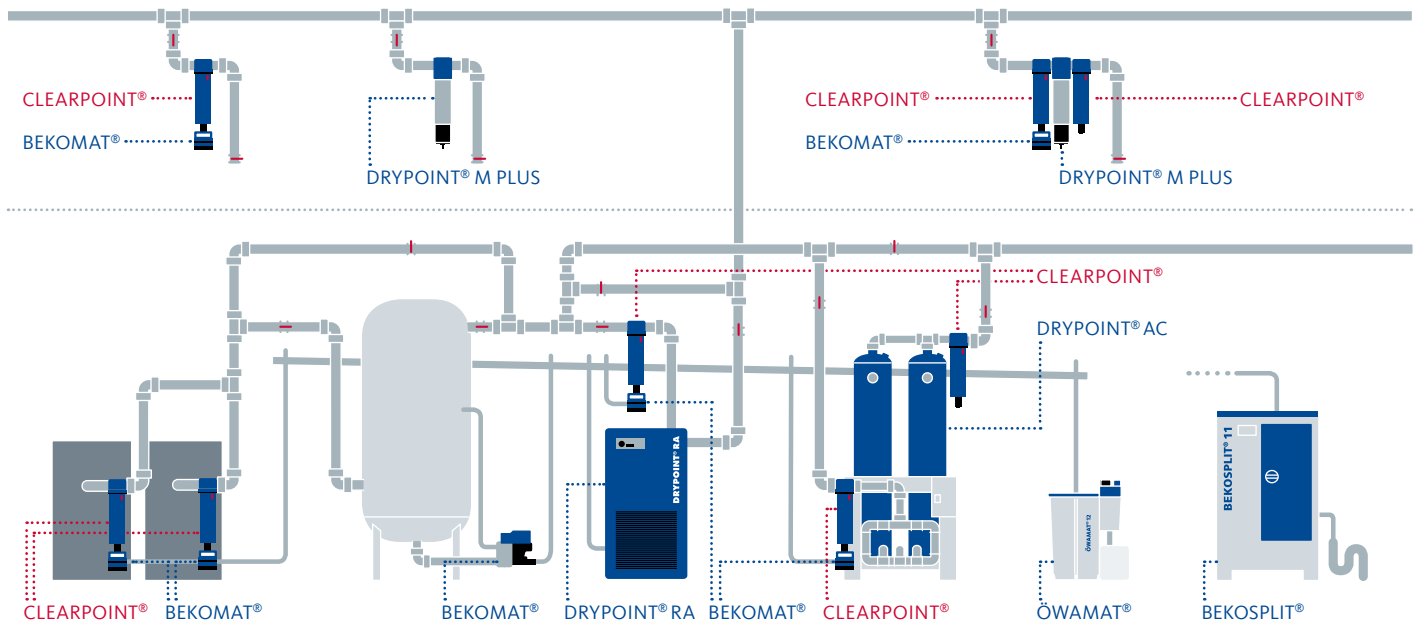 CLEARPOINT®
BEKOMAT®
DRYPOINT® M PLUS
CLEARPOINT®
CLEARPOINT®
BEKOMAT®
DRYPOINT® M PLUS
CLEARPOINT®
DRYPOINT® AC
DRYPOINT® RA
ÖWAMAT® 12
BEKOSPLIT® 11
CLEARPOINT®
BEKOMAT®
BEKOMAT®
DRYPOINT® RA
BEKOMAT®
CLEARPOINT®
ÖWAMAT®
BEKOSPLIT®